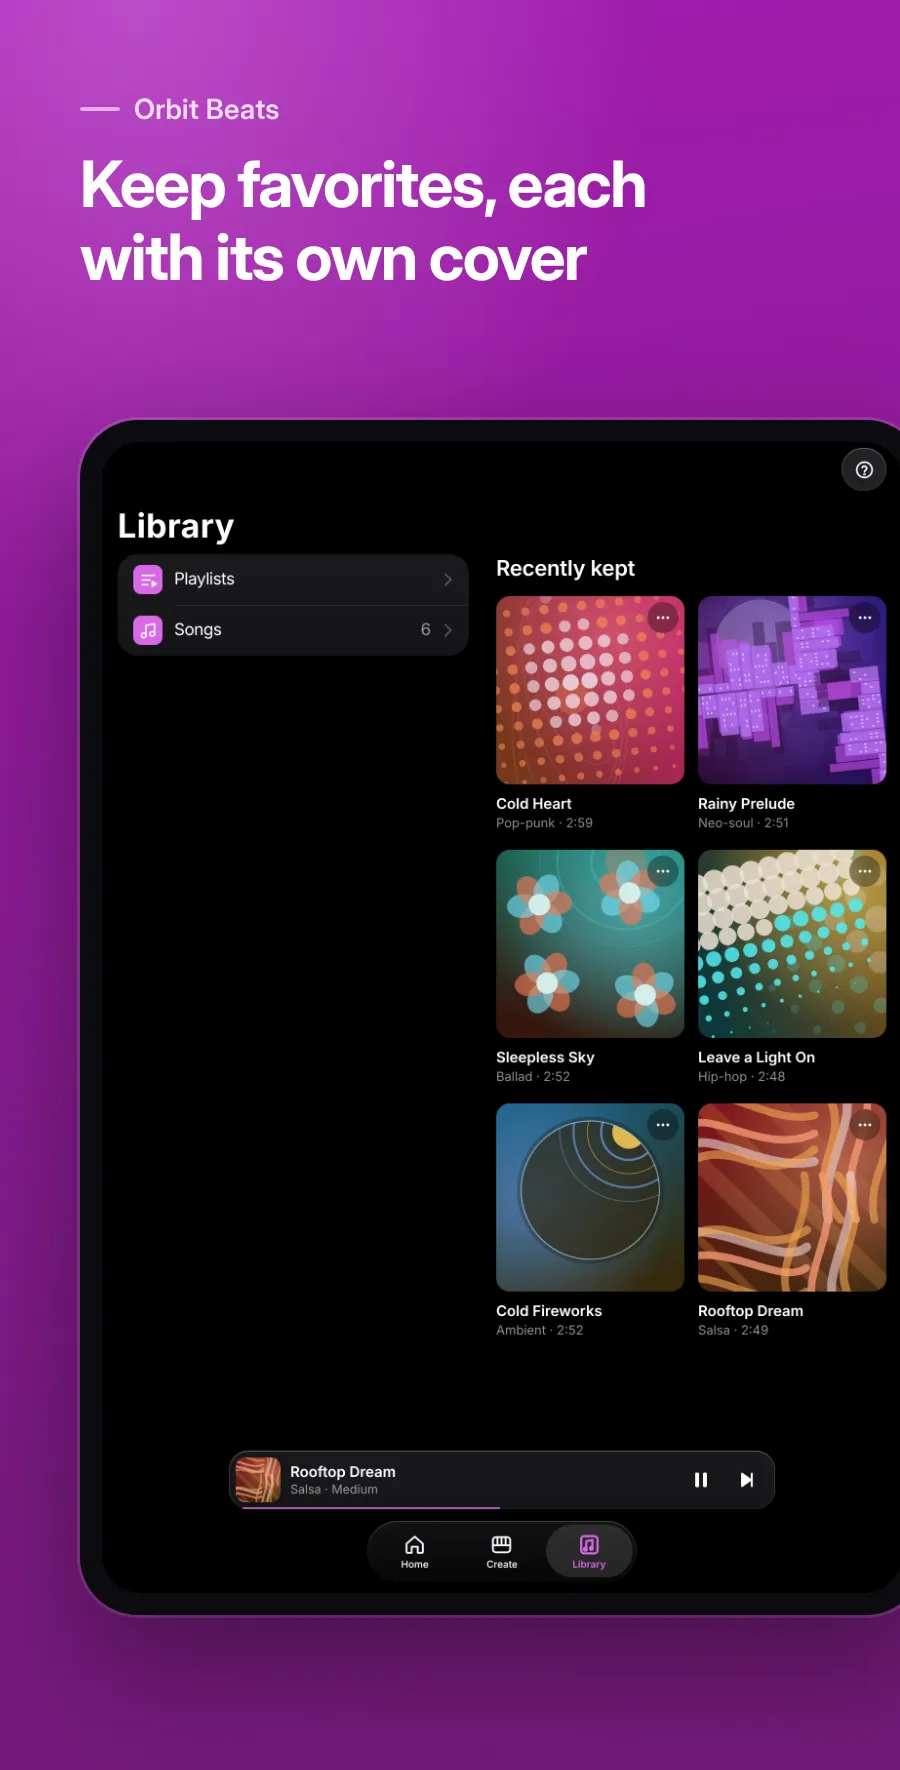 Orbit Beats
Keep favorites, each
with its own cover
Library
Playlists
Songs 6
Recently kept
Cold Heart
Pop-punk · 2:59
Rainy Prelude
Neo-soul · 2:51
Sleepless Sky
Ballad · 2:52
Leave a Light On
Hip-hop · 2:48
Cold Fireworks
Ambient · 2:52
Rooftop Dream
Salsa · 2:49
Rooftop Dream
Salsa · Medium
Home
Create
Library